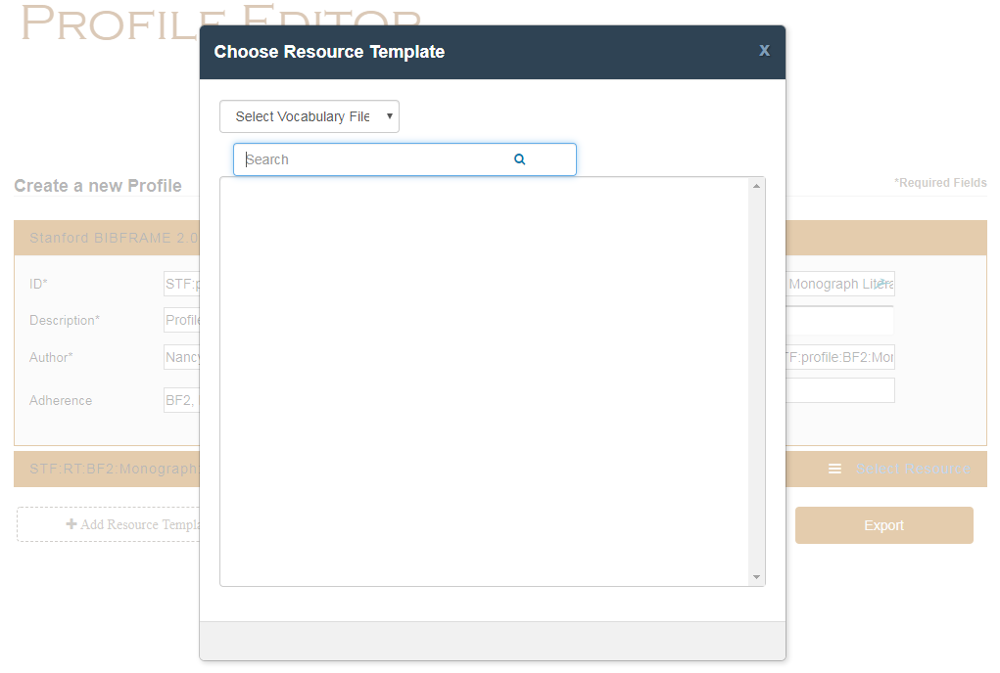 PROFILE EDITOR
Choose Resource Template
x
Select Vocabulary File
Search
Create a new Profile
*Required Fields
Stanford BIBFRAME 2.0
ID*
STF:p
Monograph Litera
Description*
Profile
Author*
Nancy
TF:profile:BF2:Mon
Adherence
BF2,
STF:RT:BF2:Monograph:
Select Resource
Add Resource Templa
Export